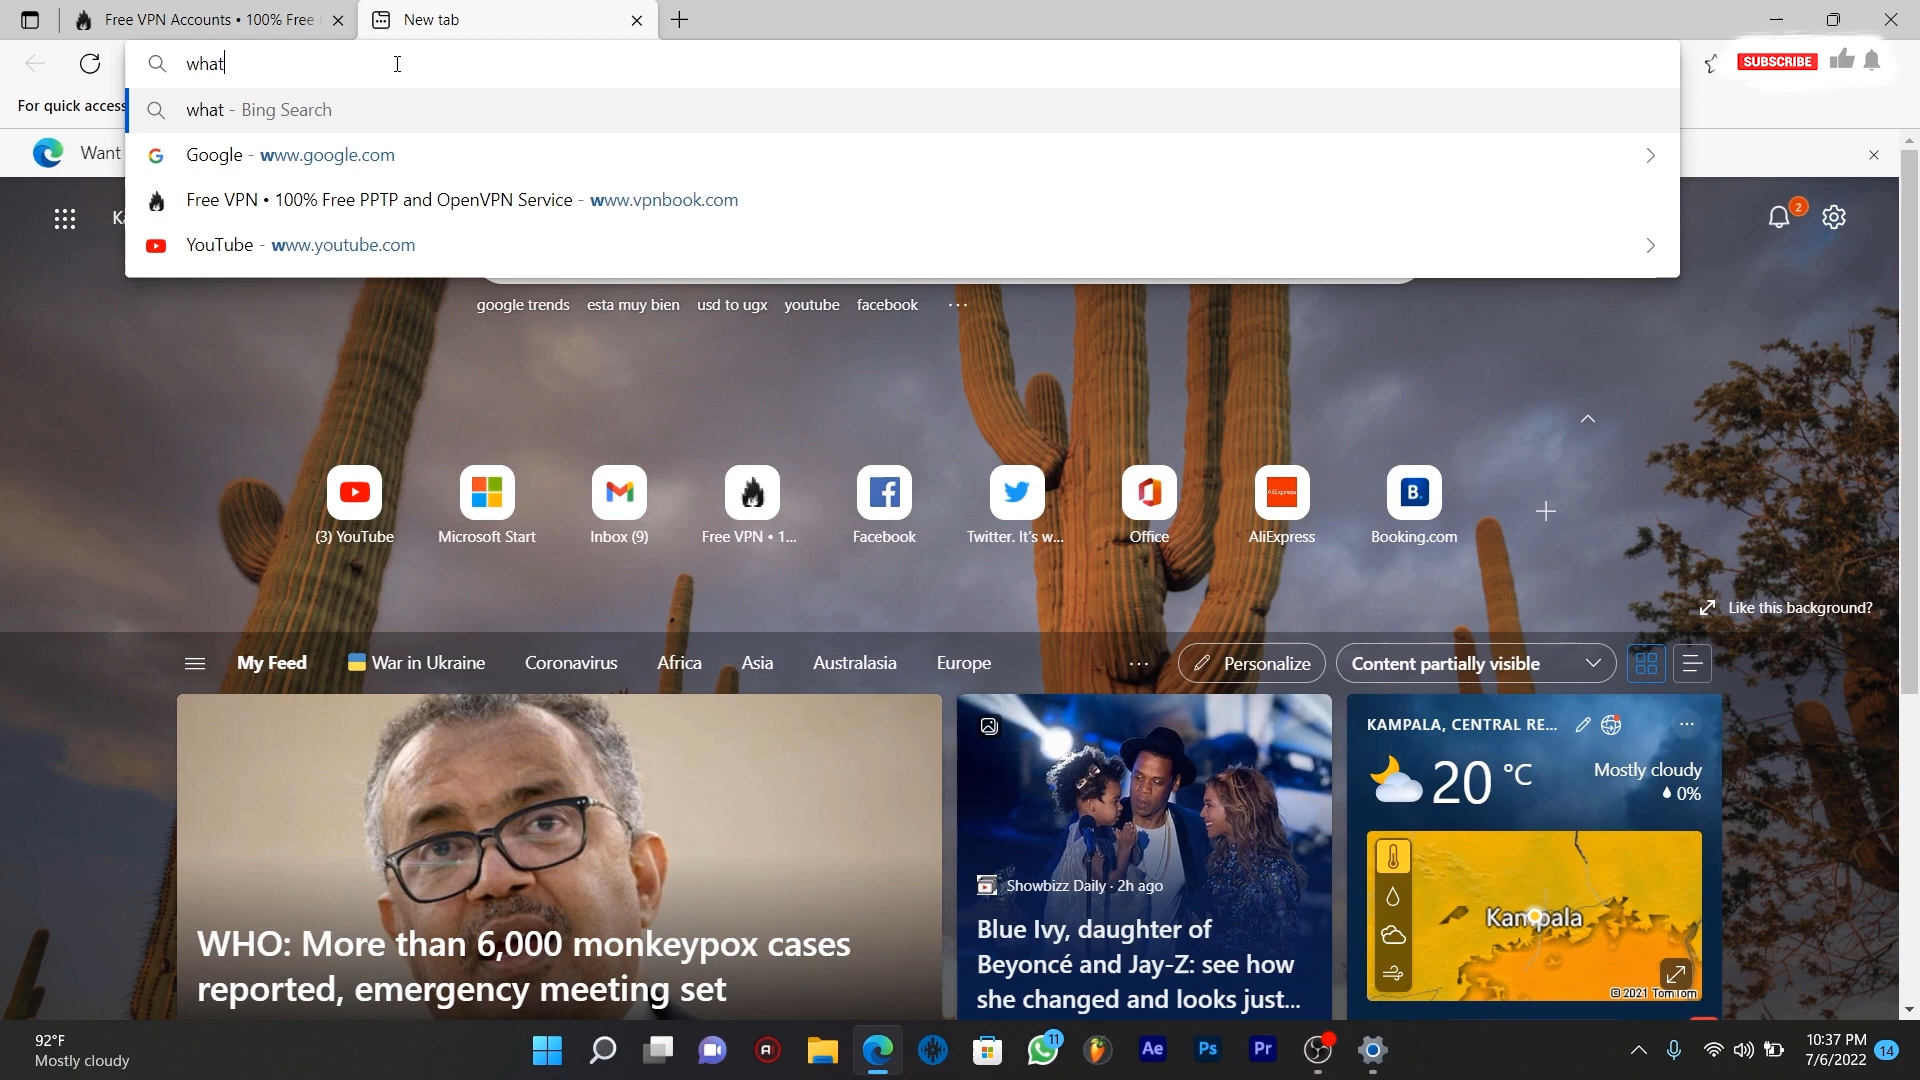 Free VPN Accounts • 100% Free
New tab
what
SUBSCRIBE
For quick access
what - Bing Search
Want
Google - www.google.com
Free VPN • 100% Free PPTP and OpenVPN Service - www.vpnbook.com
YouTube - www.youtube.com
2
google trends esta muy bien usd to ugx youtube facebook ...
(3) YouTube
Microsoft Start
Inbox (9)
Free VPN • 1...
Facebook
Twitter. It's w...
Office
AliExpress
AliExpress
B.
Booking.com
Like this background?
My Feed War in Ukraine Coronavirus Africa Asia Australasia Europe ... Personalize Content partially visible
WHO: More than 6,000 monkeypox cases
reported, emergency meeting set
Showbizz Daily · 2h ago
Blue Ivy, daughter of
Beyoncé and Jay-Z: see how
she changed and looks just...
KAMPALA, CENTRAL RE...
20 °C
Mostly cloudy
0%
Kampala
© 2021 TomTom
92°F
Mostly cloudy
11
Ae
Ps
Pr
10:37 PM
7/6/2022
14